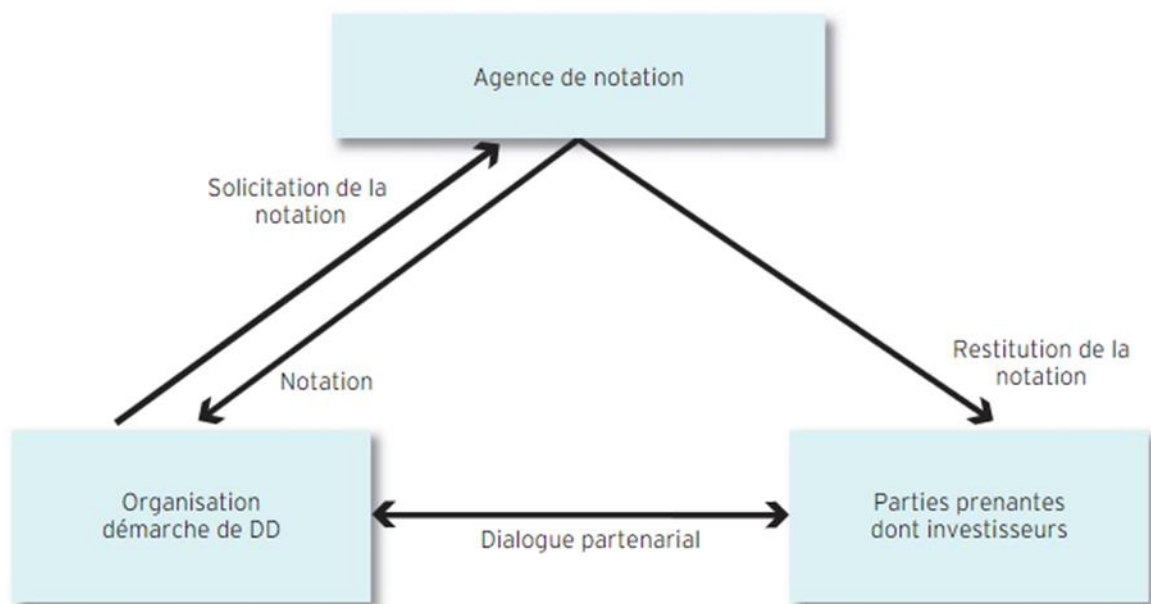 Agence de notation
Solicitation de la
notation
Notation
Restitution de la
notation
Organisation
démarche de DD
Dialogue partenarial
Parties prenantes
dont investisseurs